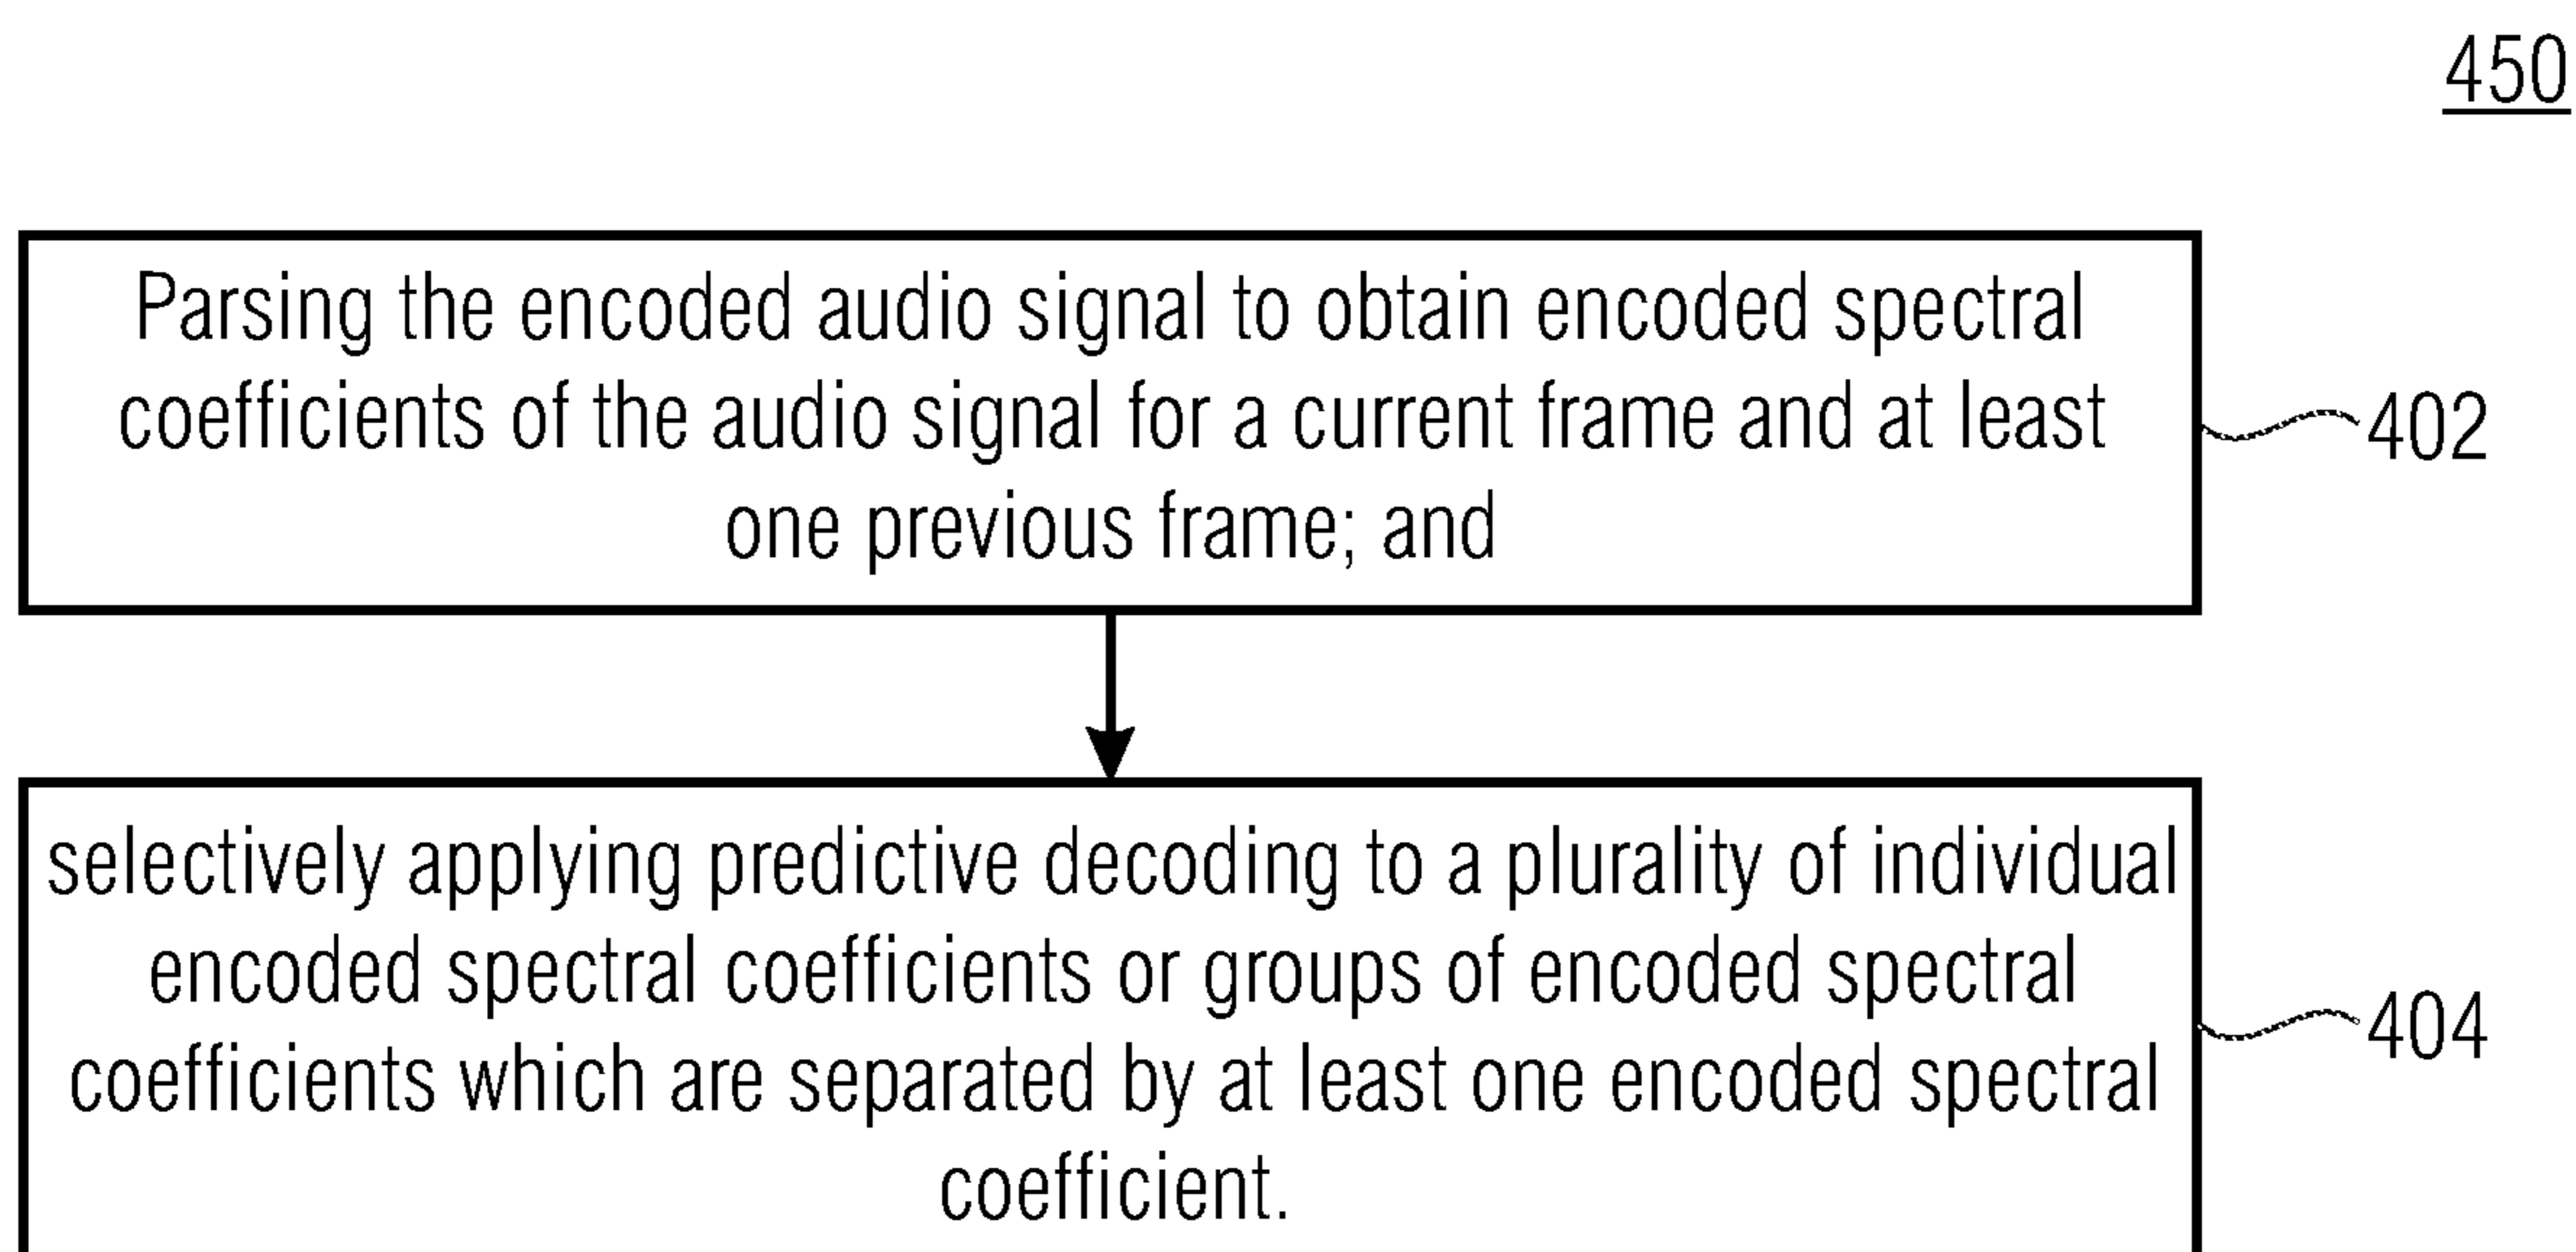 450
Parsing the encoded audio signal to obtain encoded spectral
coefficients of the audio signal for a current frame and at least
one previous frame; and
402
selectively applying predictive decoding to a plurality of individual
encoded spectral coefficients or groups of encoded spectral
coefficients which are separated by at least one encoded spectral
coefficient.
404